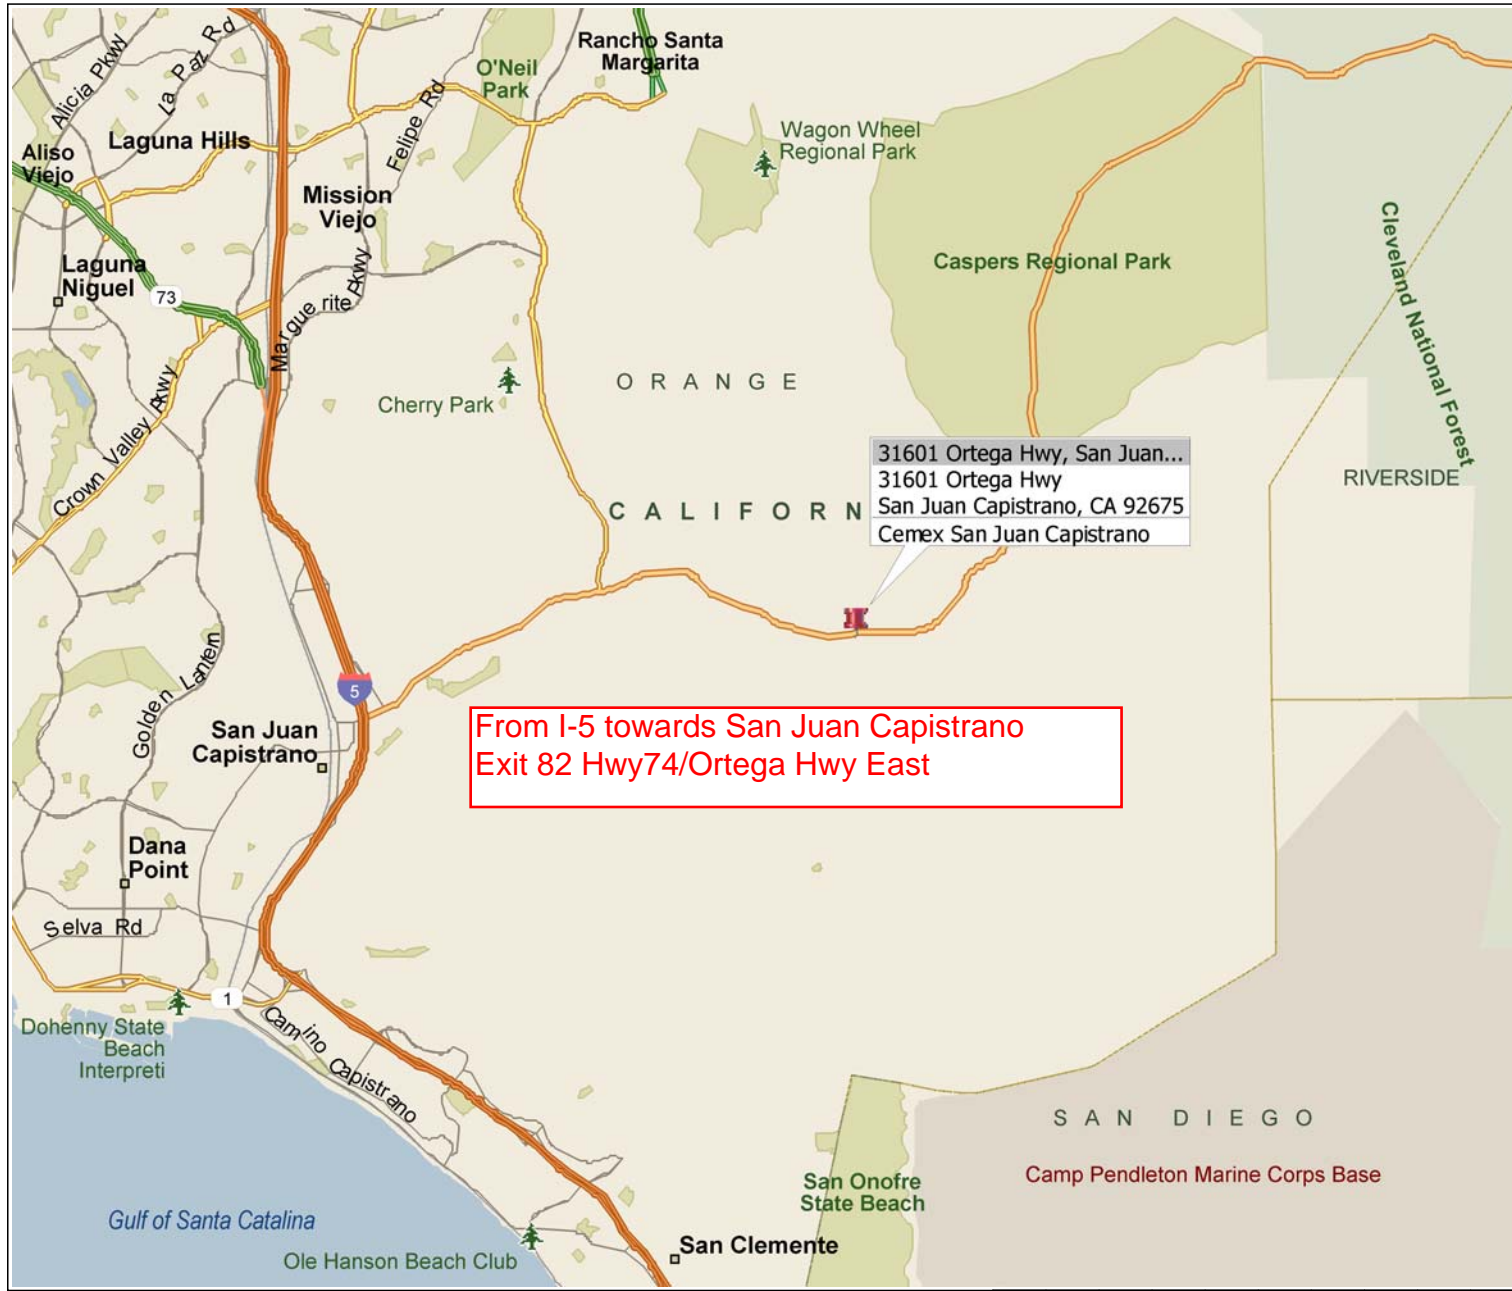 Rancho Santa
Margarita
O'Neil
Park
Alicia Pkwy
La Paz Rd
Felipe Rd
Laguna Hills
Aliso
Viejo
Wagon Wheel
Regional Park
Mission
Viejo
Cleveland National Forest
Laguna
Niguel
73
Marguerite Pkwy
Caspers Regional Park
ORANGE
Cherry Park
Crown Valley Pkwy
31601 Ortega Hwy, San Juan...
31601 Ortega Hwy
San Juan Capistrano, CA 92675
Cemex San Juan Capistrano
RIVERSIDE
CALIFORN
Golden Lantern
5
San Juan
Capistrano
From I-5 towards San Juan Capistrano
Exit 82 Hwy74/Ortega Hwy East
Dana
Point
Selva Rd
1
Dohenny State
Beach
Interpreti
Camino Capistrano
SAN DIEGO
Camp Pendleton Marine Corps Base
San Onofre
State Beach
Gulf of Santa Catalina
Ole Hanson Beach Club
San Clemente